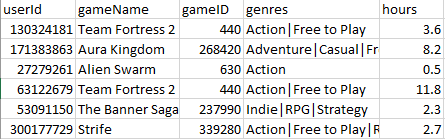 userId gameName gameID genres hours
130324181 Team Fortress 2 440 Action|Free to Play 3.6
171383863 Aura Kingdom 268420 Adventure|Casual|Fr 8.2
27279261 Alien Swarm 630 Action 0.5
63122679 Team Fortress 2 440 Action|Free to Play 11.8
53091150 The Banner Saga 237990 Indie|RPG|Strategy 2.3
300177729 Strife 339280 Action|Free to Play|R 2.7